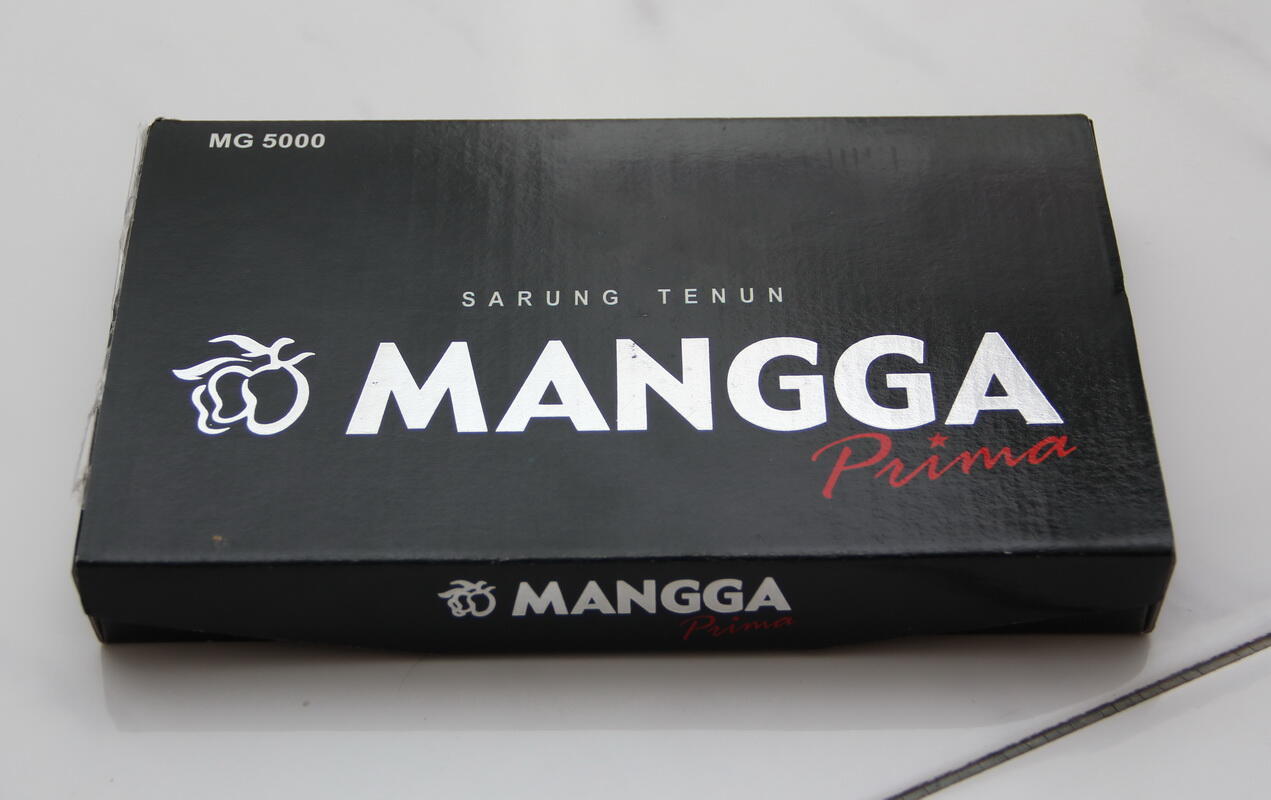 MG 5000
SARUNG TENUN
MANGGA
Prima
MANGGA
Prima